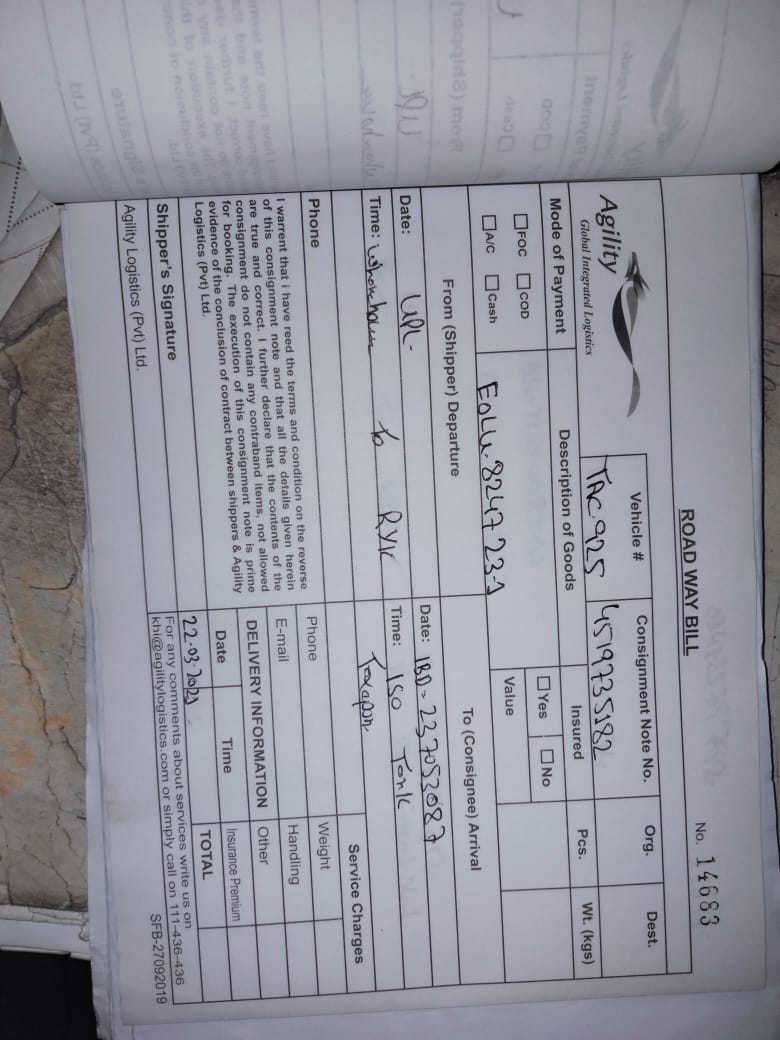 ROAD WAY BILL
No. 14683
Agility
Global Integrated Logistics
Vehicle #
TAC-925
Consignment Note No.
4519735182
Org.
Dest.
Mode of Payment
FOC COD
A/C Cash
Description of Goods
EOLU-8247 23-1
Insured
Yes No
Value
Pcs.
Wt. (kgs)
From (Shipper) Departure
Date: UPL-
Time: to RYK
Phone
To (Consignee) Arrival
Date: IBD-237053087
Time: ISO Tank
Texapon
Phone
E-mail
Service Charges
Weight
Handling
Other
Insurance Premium
TOTAL
DELIVERY INFORMATION
Date Time
22-03-2021
I warrent that i have reed the terms and condition on the reverse
of this consignment note and that all the details given herein
are true and correct. I further declare that the contents of the
consignment do not contain any contraband items, not allowed
for booking. The execution of this consignment note is prime
evidence of the conclusion of contract between shippers & Agility
Logistics (Pvt) Ltd.
Shipper's Signature
Agility Logistics (Pvt) Ltd.
For any comments about services write us on
khi@agilitylogistics.com or simply call on 111-436-436
SFB-27092019